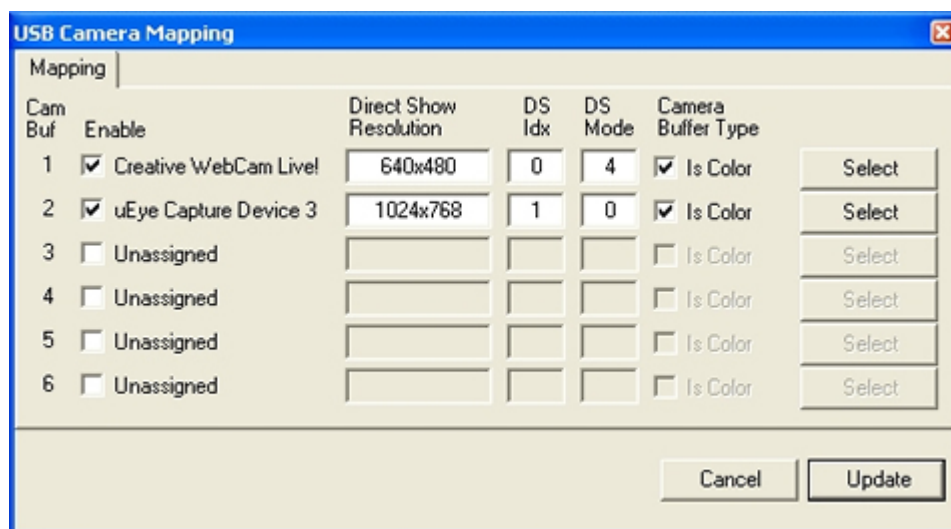 USB Camera Mapping
Mapping
Cam Buf Enable Direct Show Resolution DS Idx DS Mode Camera Buffer Type
1 Creative WebCam Live! 640x480 0 4 Is Color Select
2 uEye Capture Device 3 1024x768 1 0 Is Color Select
3 Unassigned Is Color Select
4 Unassigned Is Color Select
5 Unassigned Is Color Select
6 Unassigned Is Color Select
Cancel Update